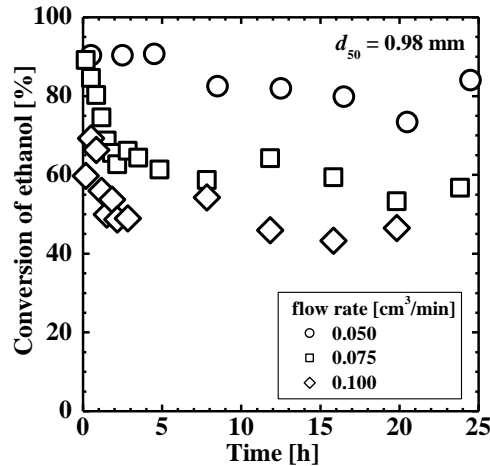 100
80
60
40
20
0
Conversion of ethanol [%]
d50 = 0.98 mm
flow rate [cm³/min]
0.050
0.075
0.100
0 5 10 15 20 25
Time [h]